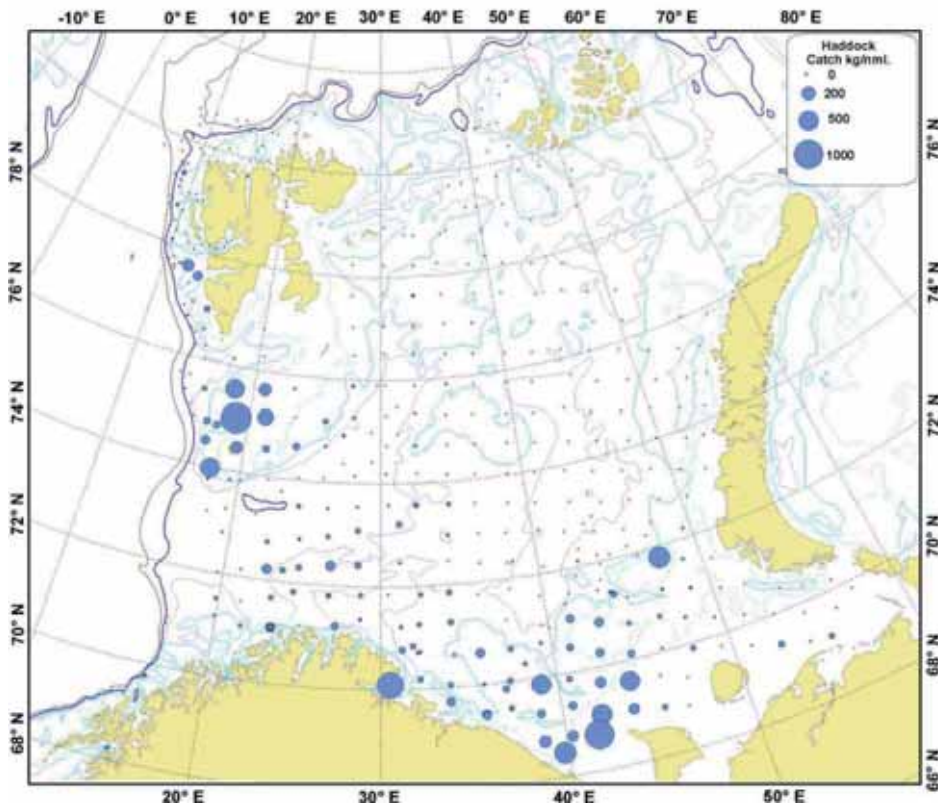 -10° E 0° E 10° E 20° E 30° E 40° E 50° E 60° E 70° E 80° E
Haddock
Catch kg/nml.
0
200
500
1000
78° N
76° N
76° N
74° N
74° N
72° N
72° N
70° N
70° N
68° N
68° N
66° N
20° E 30° E 40° E 50° E